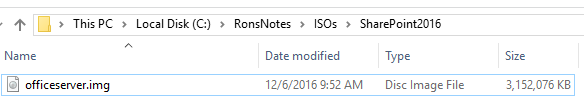 This PC > Local Disk (C:) > RonsNotes > ISOs > SharePoint2016
Name Date modified Type Size
officeserver.img 12/6/2016 9:52 AM Disc Image File 3,152,076 KB